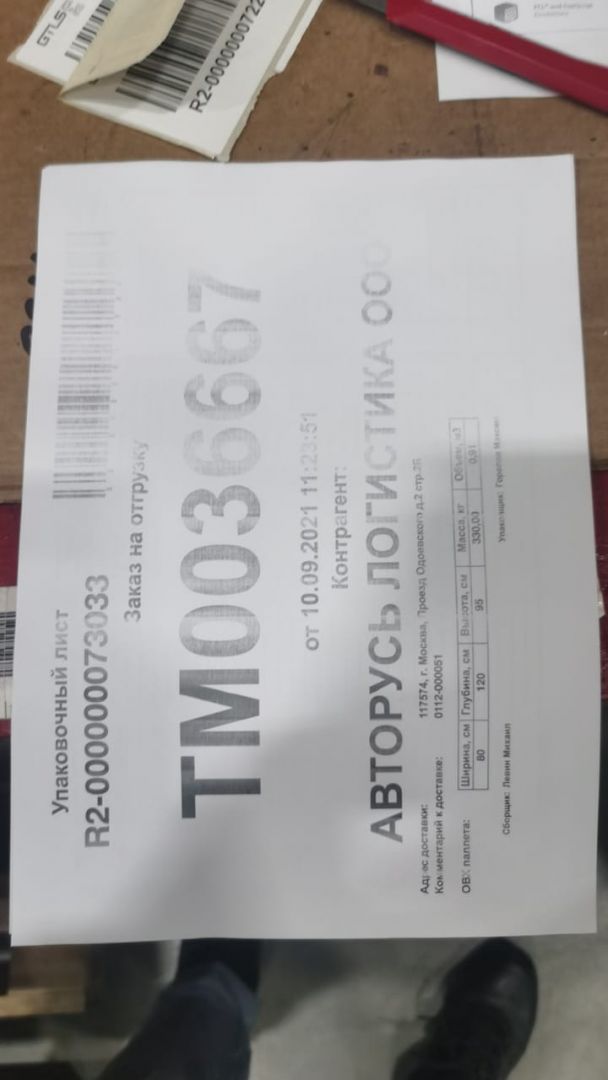 GTLS
R2-0000000722
Упаковочный лист
R2-000000073033
Заказ на отгрузку
ТМ0036667
от 10.09.2021 11:23:51
Контрагент:
АВТОРУСЬ ЛОГИСТИКА ООО
Адрес доставки: 117574, г. Москва, Проезд Одоевского д.2 стр.2Б
Комментарий к доставке: 0112-000051
ОВХ паллета: Ширина, см Глубина, см Высота, см Масса, кг Объем, м3
80 120 95 330,00 0,91
Сборщик: Левин Михаил Упаковщик: Горелов Максим